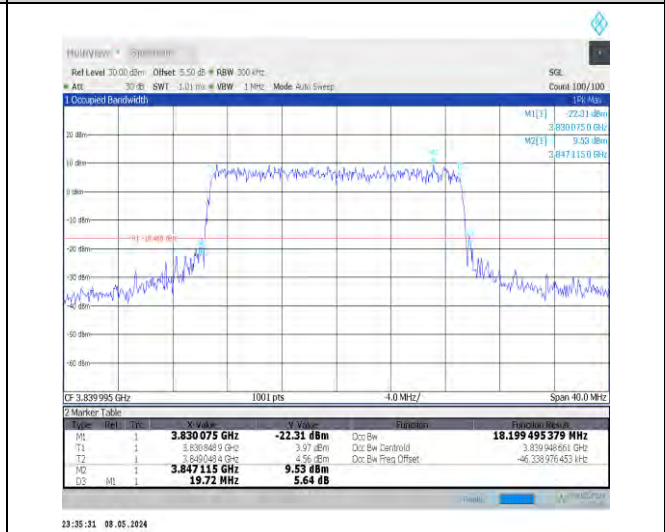 MultiView Spectrum
Ref Level 30.00 dBm Offset 5.50 dB RBW 300 kHz SGL
Att 30 dB SWT 1.01 ms VBW 1 MHz Mode Auto Sweep Count 100/100
1 Occupied Bandwidth 1Pk Max
M1[1] -22.31 dBm
3.8300750 GHz
M2[1] 9.53 dBm
3.8471150 GHz
20 dBm
10 dBm
0 dBm
-10 dBm
-20 dBm
-30 dBm
-40 dBm
-50 dBm
-60 dBm
CF 3.839995 GHz 1001 pts 4.0 MHz/ Span 40.0 MHz
2 Marker Table
Type Ref Trc X-Value Y-Value Function Function Result
M1 1 3.830075 GHz -22.31 dBm Occ Bw 18.199495379 MHz
T1 1 3.8308489 GHz 3.97 dBm Occ Bw Centroid 3.839948661 GHz
T2 1 3.8490484 GHz 4.56 dBm Occ Bw Freq Offset -46.338976453 kHz
M2 1 3.847115 GHz 9.53 dBm
D3 M1 1 19.72 MHz 5.64 dB
23:35:31 08.05.2024